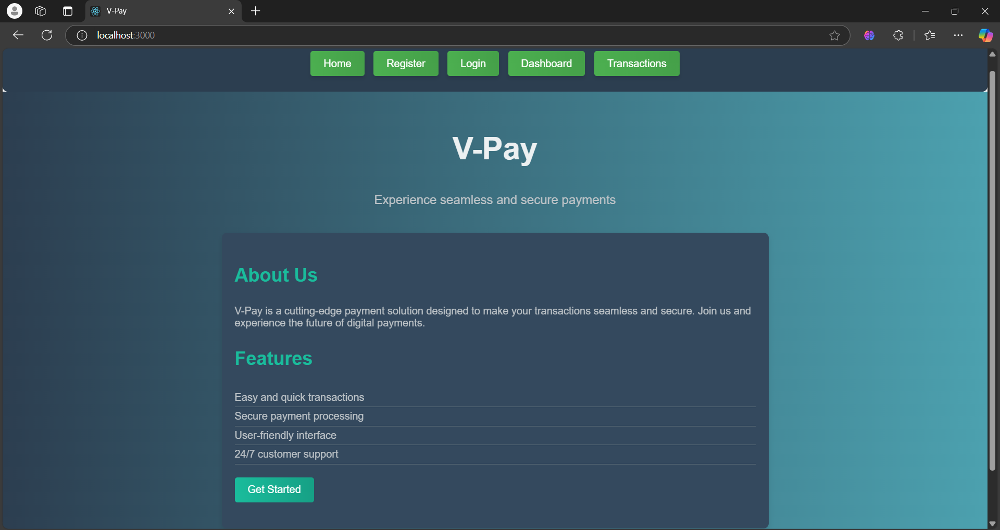 V-Pay
localhost:3000
Home Register Login Dashboard Transactions
V-Pay
Experience seamless and secure payments
About Us
V-Pay is a cutting-edge payment solution designed to make your transactions seamless and secure. Join us and
experience the future of digital payments.
Features
Easy and quick transactions
Secure payment processing
User-friendly interface
24/7 customer support
Get Started